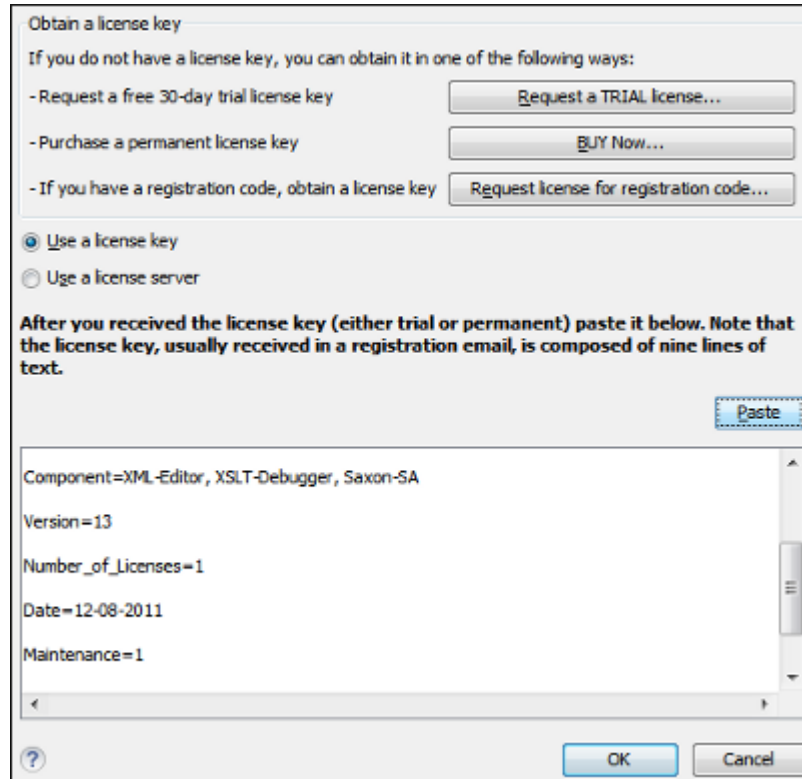 Obtain a license key
If you do not have a license key, you can obtain it in one of the following ways:
- Request a free 30-day trial license key
Request a TRIAL license...
- Purchase a permanent license key
BUY Now...
- If you have a registration code, obtain a license key
Request license for registration code...
Use a license key
Use a license server
After you received the license key (either trial or permanent) paste it below. Note that
the license key, usually received in a registration email, is composed of nine lines of
text.
Paste
Component=XML-Editor, XSLT-Debugger, Saxon-SA
Version=13
Number_of_Licenses=1
Date=12-08-2011
Maintenance=1
?
OK
Cancel